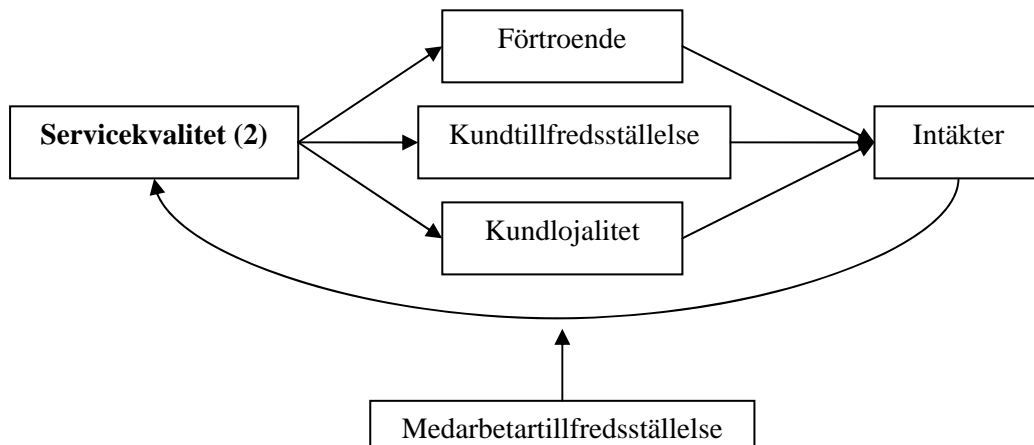 Förtroende
Servicekvalitet (2)
Kundtillfredsställelse
Intäkter
Kundlojalitet
Medarbetartillfredsställelse